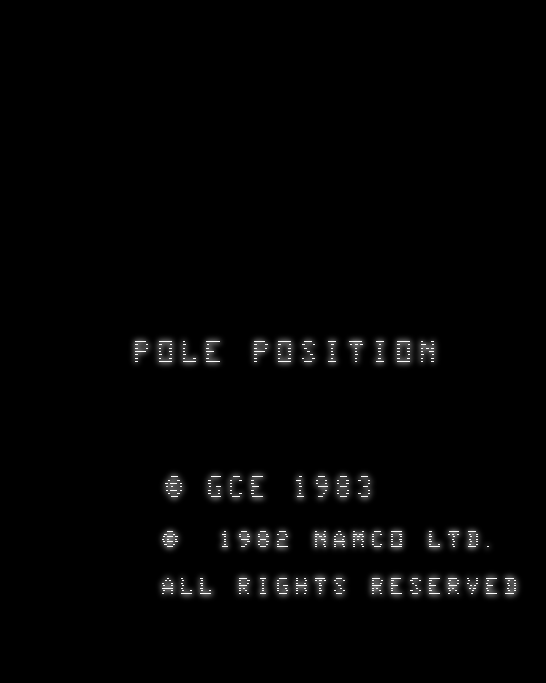 POLE POSITION
© GCE 1983
© 1982 NAMCO LTD.
ALL RIGHTS RESERVED